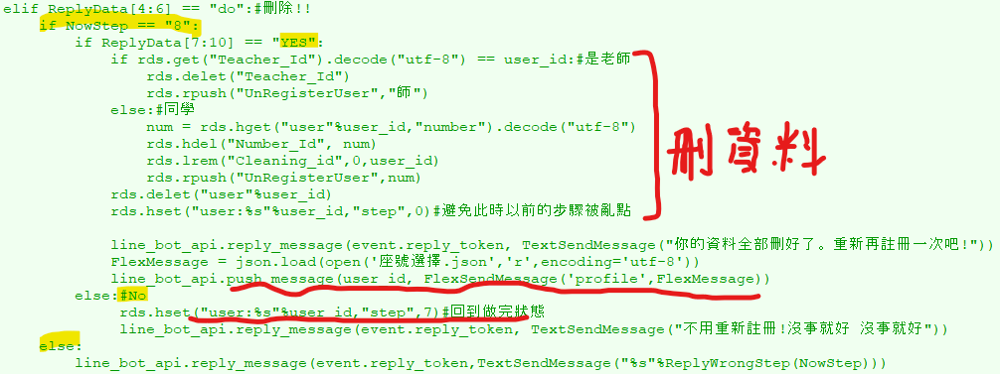 elif ReplyData[4:6] == "do":#刪除!!
    if NowStep == "8":
        if ReplyData[7:10] == "YES":
            if rds.get("Teacher_Id").decode("utf-8") == user_id:#是老師
                rds.delet("Teacher_Id")
                rds.rpush("UnRegisterUser","師")
            else:#同學
                num = rds.hget("user"%user_id,"number").decode("utf-8")
                rds.hdel("Number_Id", num)
                rds.lrem("Cleaning_id",0,user_id)
                rds.rpush("UnRegisterUser",num)
            rds.delet("user"%user_id)
            rds.hset("user:%s"%user_id,"step",0)#避免此時以前的步驟被亂點
刪資料
            line_bot_api.reply_message(event.reply_token, TextSendMessage("你的資料全部刪好了。重新再註冊一次吧!"))
            FlexMessage = json.load(open('座號選擇.json','r',encoding='utf-8'))
            line_bot_api.push_message(user_id, FlexSendMessage('profile',FlexMessage))
        else:#No
            rds.hset("user:%s"%user_id,"step",7)#回到做完狀態
            line_bot_api.reply_message(event.reply_token, TextSendMessage("不用重新註冊!沒事就好 沒事就好"))
    else:
        line_bot_api.reply_message(event.reply_token,TextSendMessage("%s"%ReplyWrongStep(NowStep)))